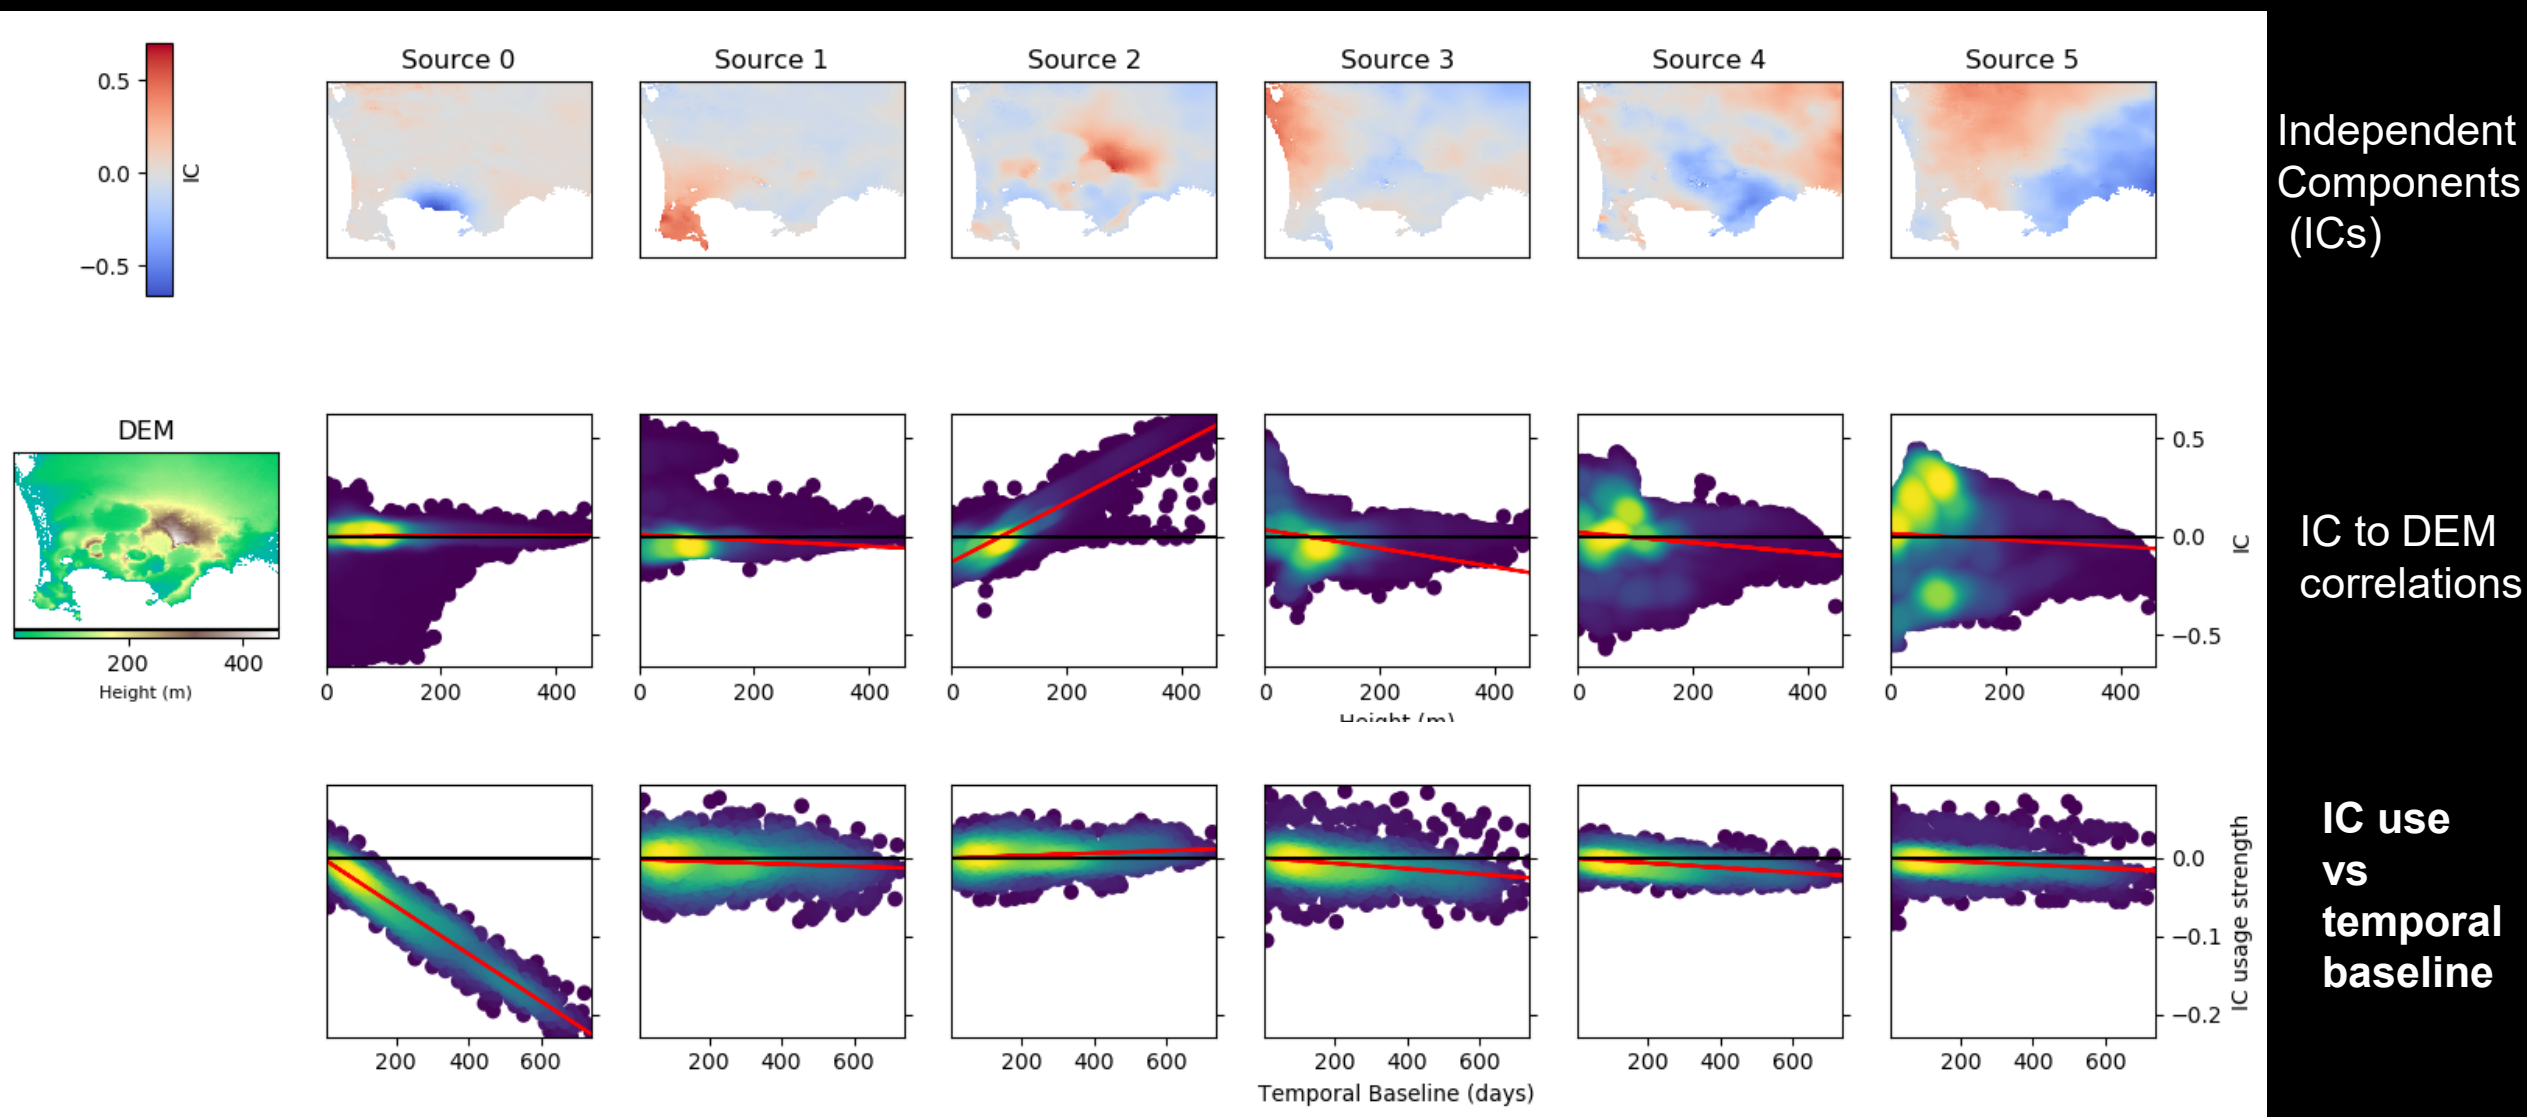 Source 0
Source 1
Source 2
Source 3
Source 4
Source 5
0.5
0.0
−0.5
IC
Independent
Components
(ICs)
DEM
200
400
Height (m)
0.5
0.0
−0.5
IC
0 200 400
0 200 400
0 200 400
0 200 400
0 200 400
0 200 400
Height (m)
IC to DEM
correlations
0.0
−0.1
−0.2
IC usage strength
200 400 600
200 400 600
200 400 600
200 400 600
200 400 600
200 400 600
Temporal Baseline (days)
IC use
vs
temporal
baseline